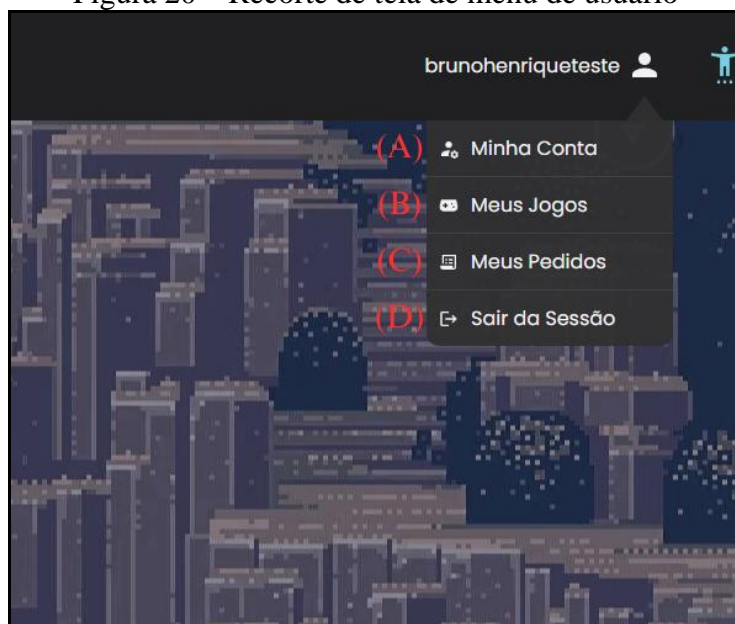 Figura 20 – Recorte de tela de menu de usuário
brunohenriqueteste
(A) Minha Conta
(B) Meus Jogos
(C) Meus Pedidos
(D) Sair da Sessão